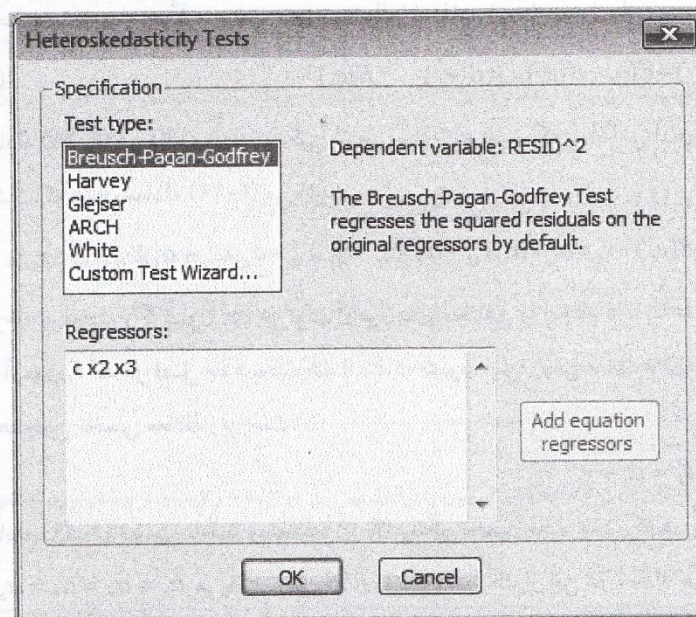 Heteroskedasticity Tests
Specification
Test type:
Breusch-Pagan-Godfrey
Harvey
Glejser
ARCH
White
Custom Test Wizard...
Dependent variable: RESID^2
The Breusch-Pagan-Godfrey Test
regresses the squared residuals on the
original regressors by default.
Regressors:
c x2 x3
Add equation
regressors
OK
Cancel